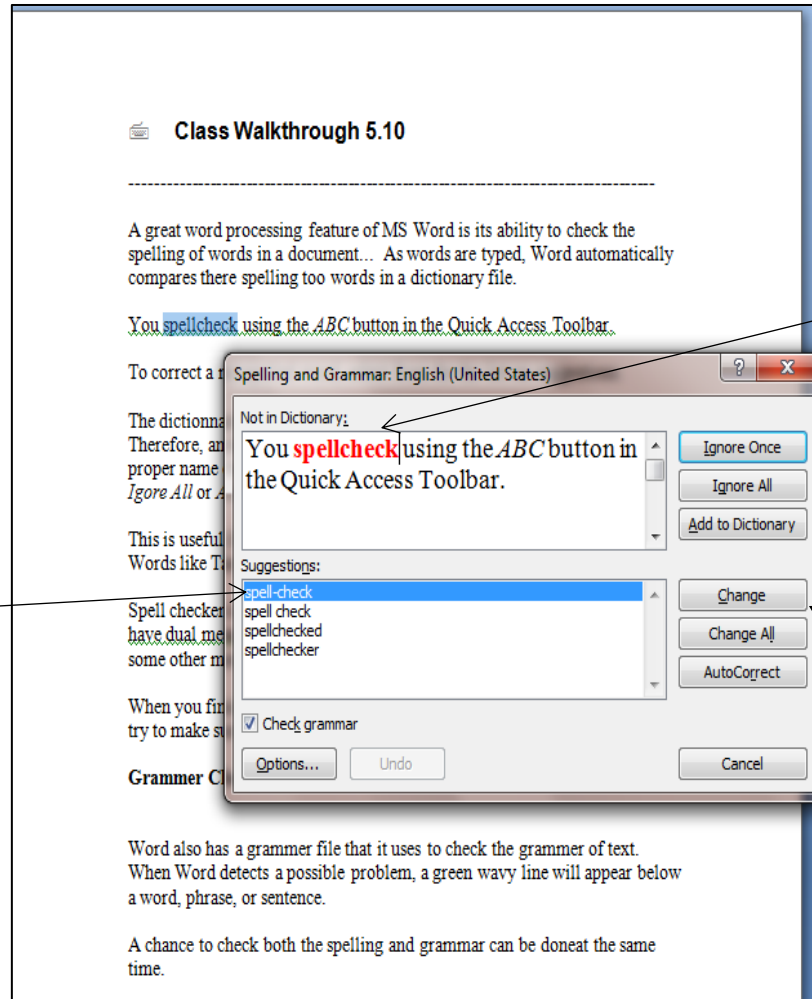 Class Walkthrough 5.10
--------------------------------------------------------------------------------
A great word processing feature of MS Word is its ability to check the
spelling of words in a document... As words are typed, Word automatically
compares there spelling too words in a dictionary file.
You spellcheck using the ABC button in the Quick Access Toolbar.
To correct a
The dictionna
Therefore, an
proper name
Igore All or
This is useful
Words like
Spell checker
have dual me
some other m
When you fin
try to make su
Grammer
Spelling and Grammar: English (United States)
Not in Dictionary:
You spellcheck using the ABC button in
the Quick Access Toolbar.
Ignore Once
Ignore All
Add to Dictionary
Suggestions:
spell-check
spell check
spellchecked
spellchecker
Change
Change All
AutoCorrect
Check grammar
Options...
Undo
Cancel
Word also has a grammer file that it uses to check the grammer of text.
When Word detects a possible problem, a green wavy line will appear below
a word, phrase, or sentence.
A chance to check both the spelling and grammar can be doneat the same
time.